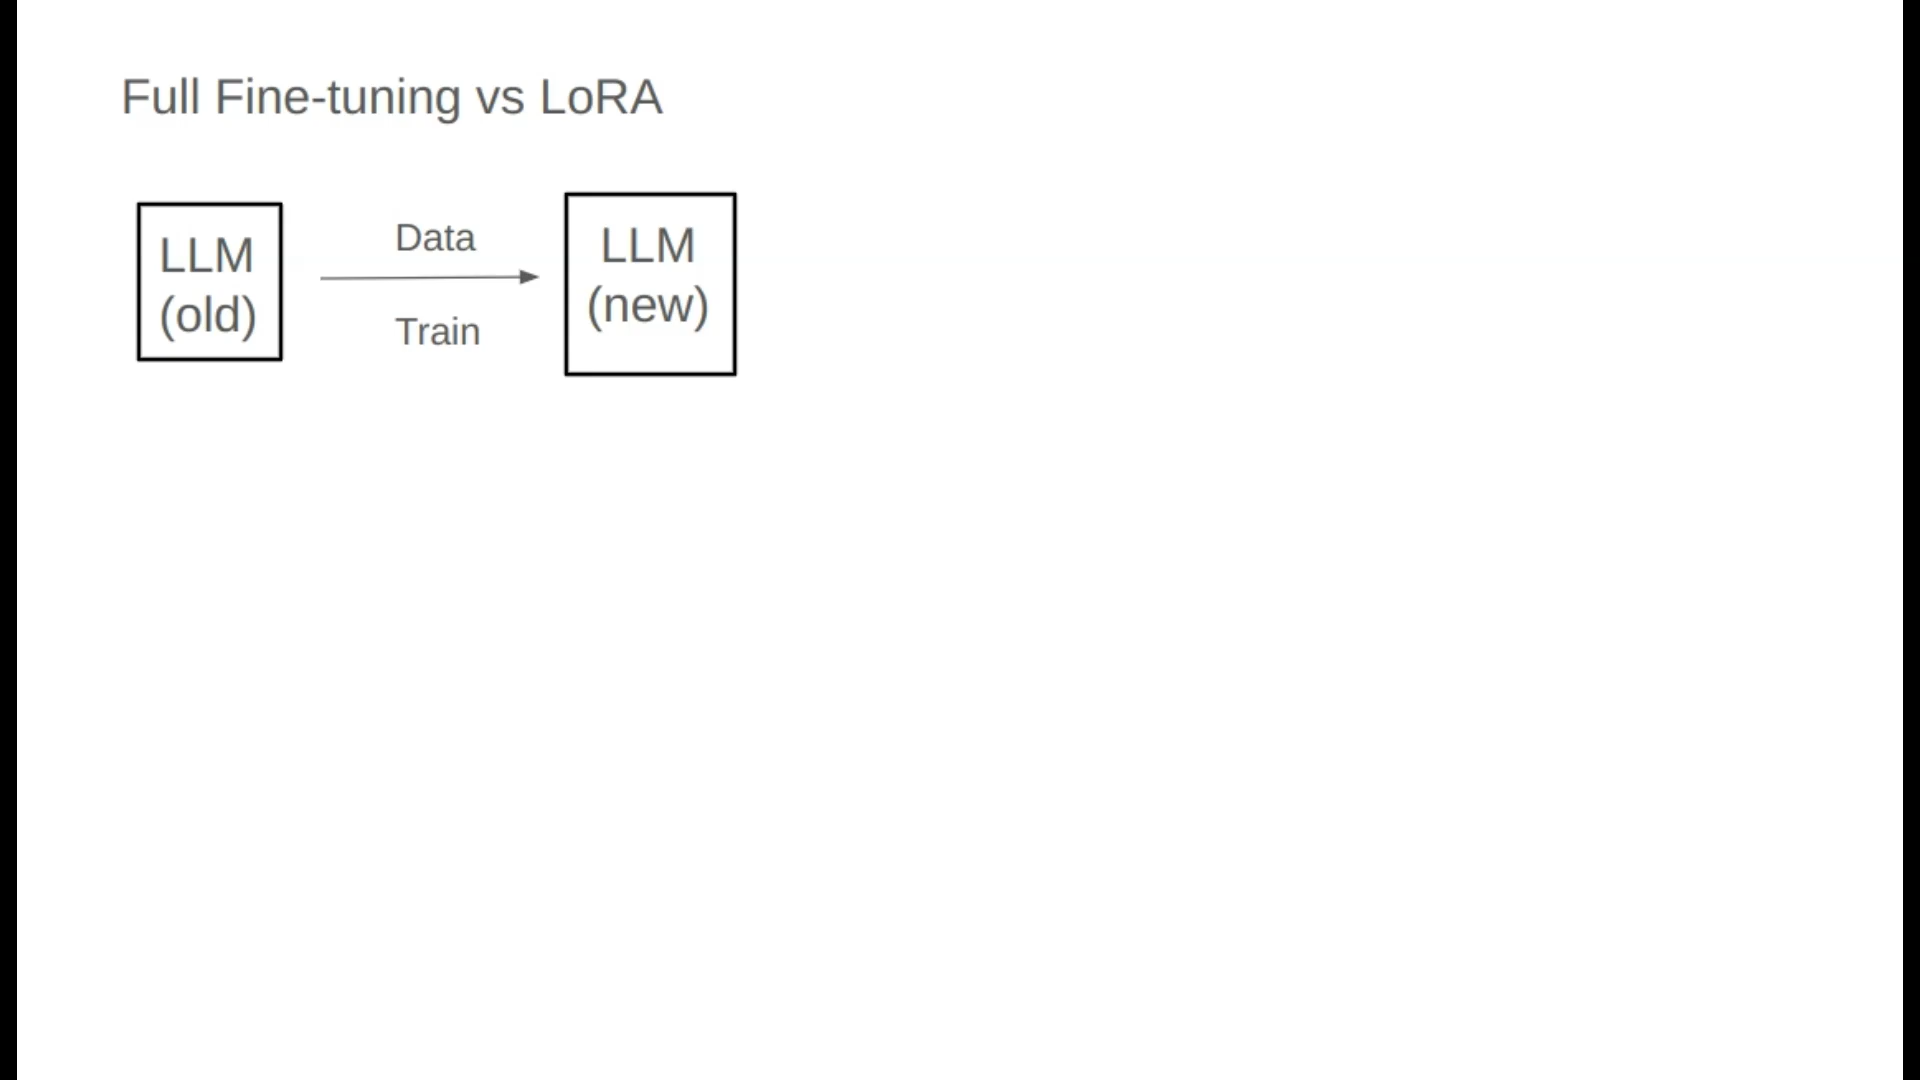 Full Fine-tuning vs LoRA
LLM
(old)
Data
Train
LLM
(new)